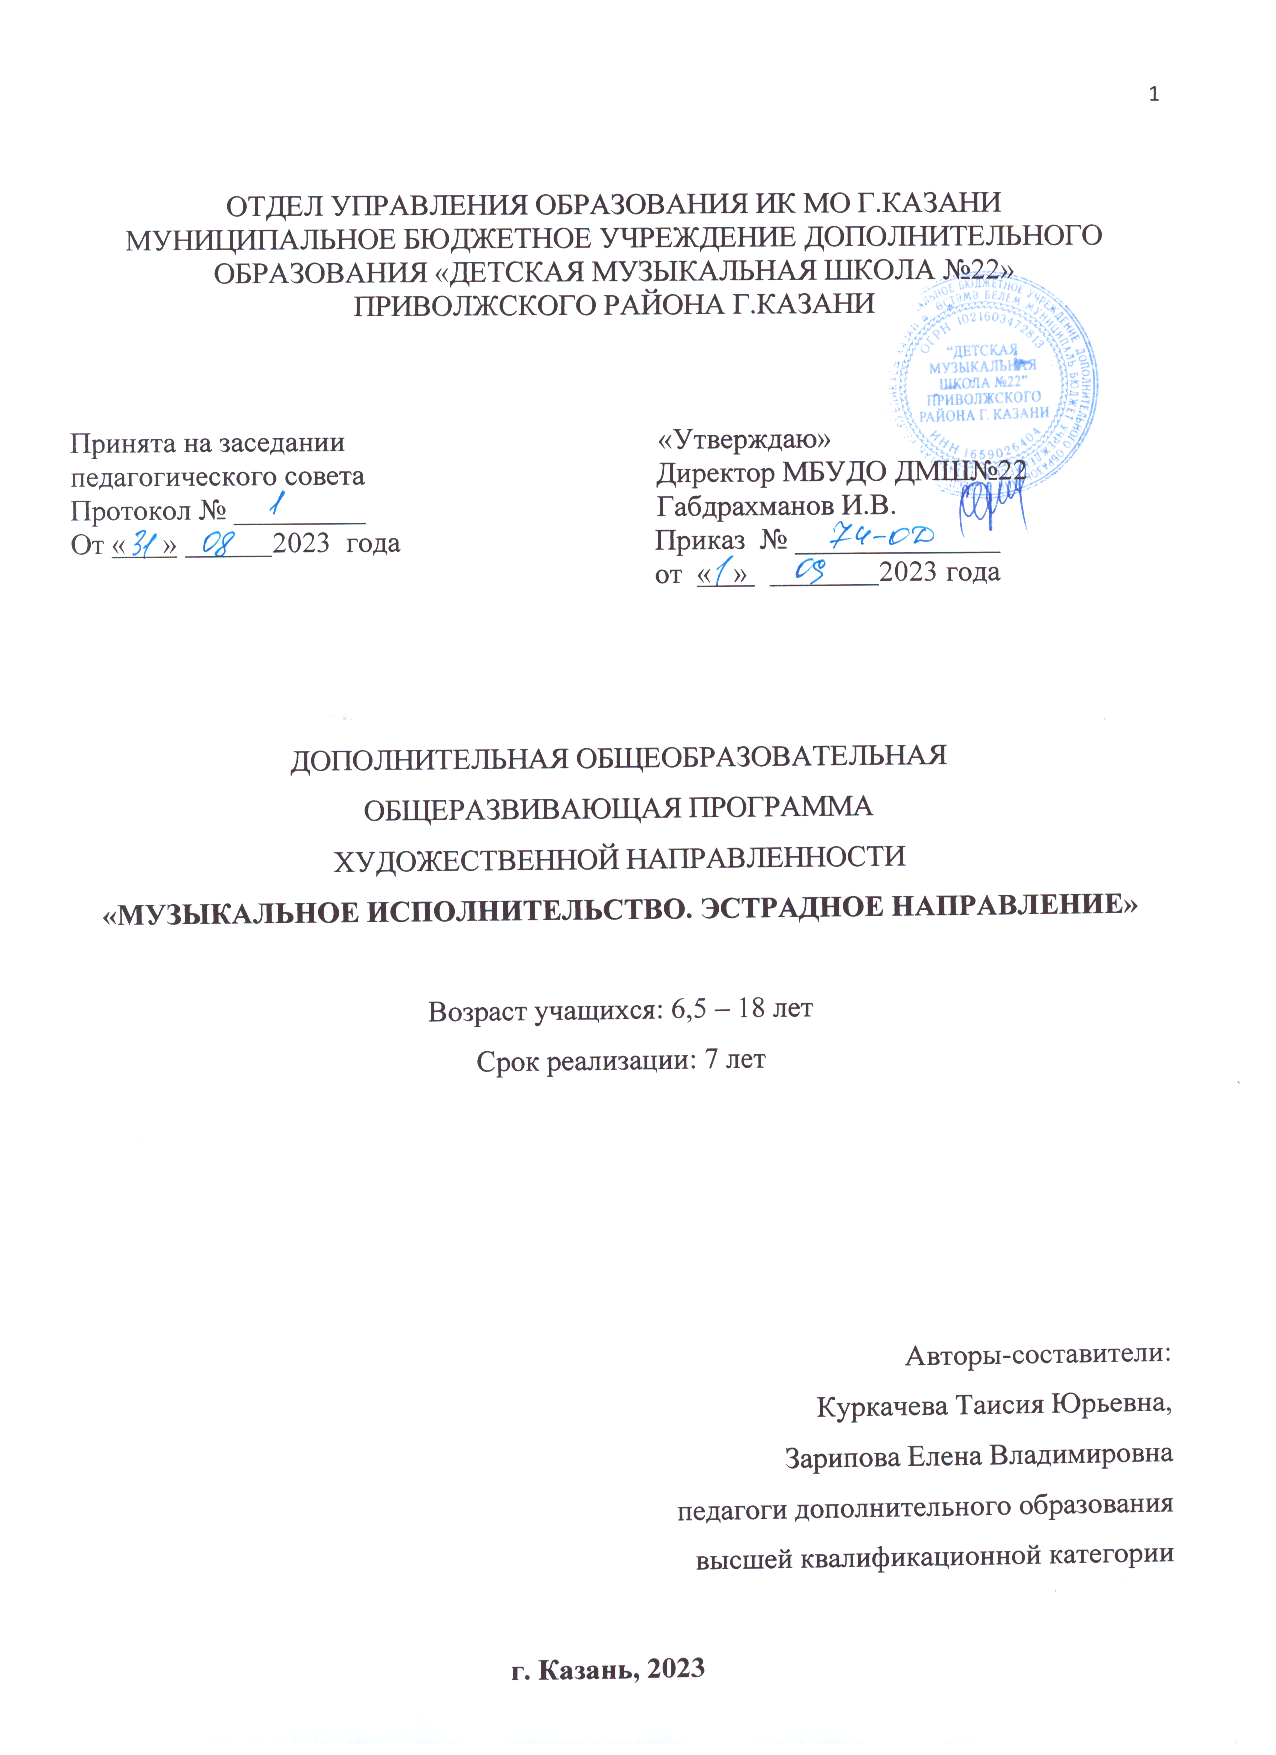 1
ОТДЕЛ УПРАВЛЕНИЯ ОБРАЗОВАНИЯ ИК МО Г.КАЗАНИ
МУНИЦИПАЛЬНОЕ БЮДЖЕТНОЕ УЧРЕЖДЕНИЕ ДОПОЛНИТЕЛЬНОГО
ОБРАЗОВАНИЯ «ДЕТСКАЯ МУЗЫКАЛЬНАЯ ШКОЛА №22»
ПРИВОЛЖСКОГО РАЙОНА Г.КАЗАНИ
ОГРН 1021603472813
"ДЕТСКАЯ
МУЗЫКАЛЬНАЯ
ШКОЛА №22"
ПРИВОЛЖСКОГО
РАЙОНА Г. КАЗАНИ
ИНН 1659026404
Принята на заседании
педагогического совета
Протокол № 1
От «31» 08 2023 года
«Утверждаю»
Директор МБУДО ДМШ№22
Габдрахманов И.В.
Приказ № 74-ОД
от «1» 09 2023 года
ДОПОЛНИТЕЛЬНАЯ ОБЩЕОБРАЗОВАТЕЛЬНАЯ
ОБЩЕРАЗВИВАЮЩАЯ ПРОГРАММА
ХУДОЖЕСТВЕННОЙ НАПРАВЛЕННОСТИ
«МУЗЫКАЛЬНОЕ ИСПОЛНИТЕЛЬСТВО. ЭСТРАДНОЕ НАПРАВЛЕНИЕ»
Возраст учащихся: 6,5 – 18 лет
Срок реализации: 7 лет
Авторы-составители:
Куркачева Таисия Юрьевна,
Зарипова Елена Владимировна
педагоги дополнительного образования
высшей квалификационной категории
г. Казань, 2023